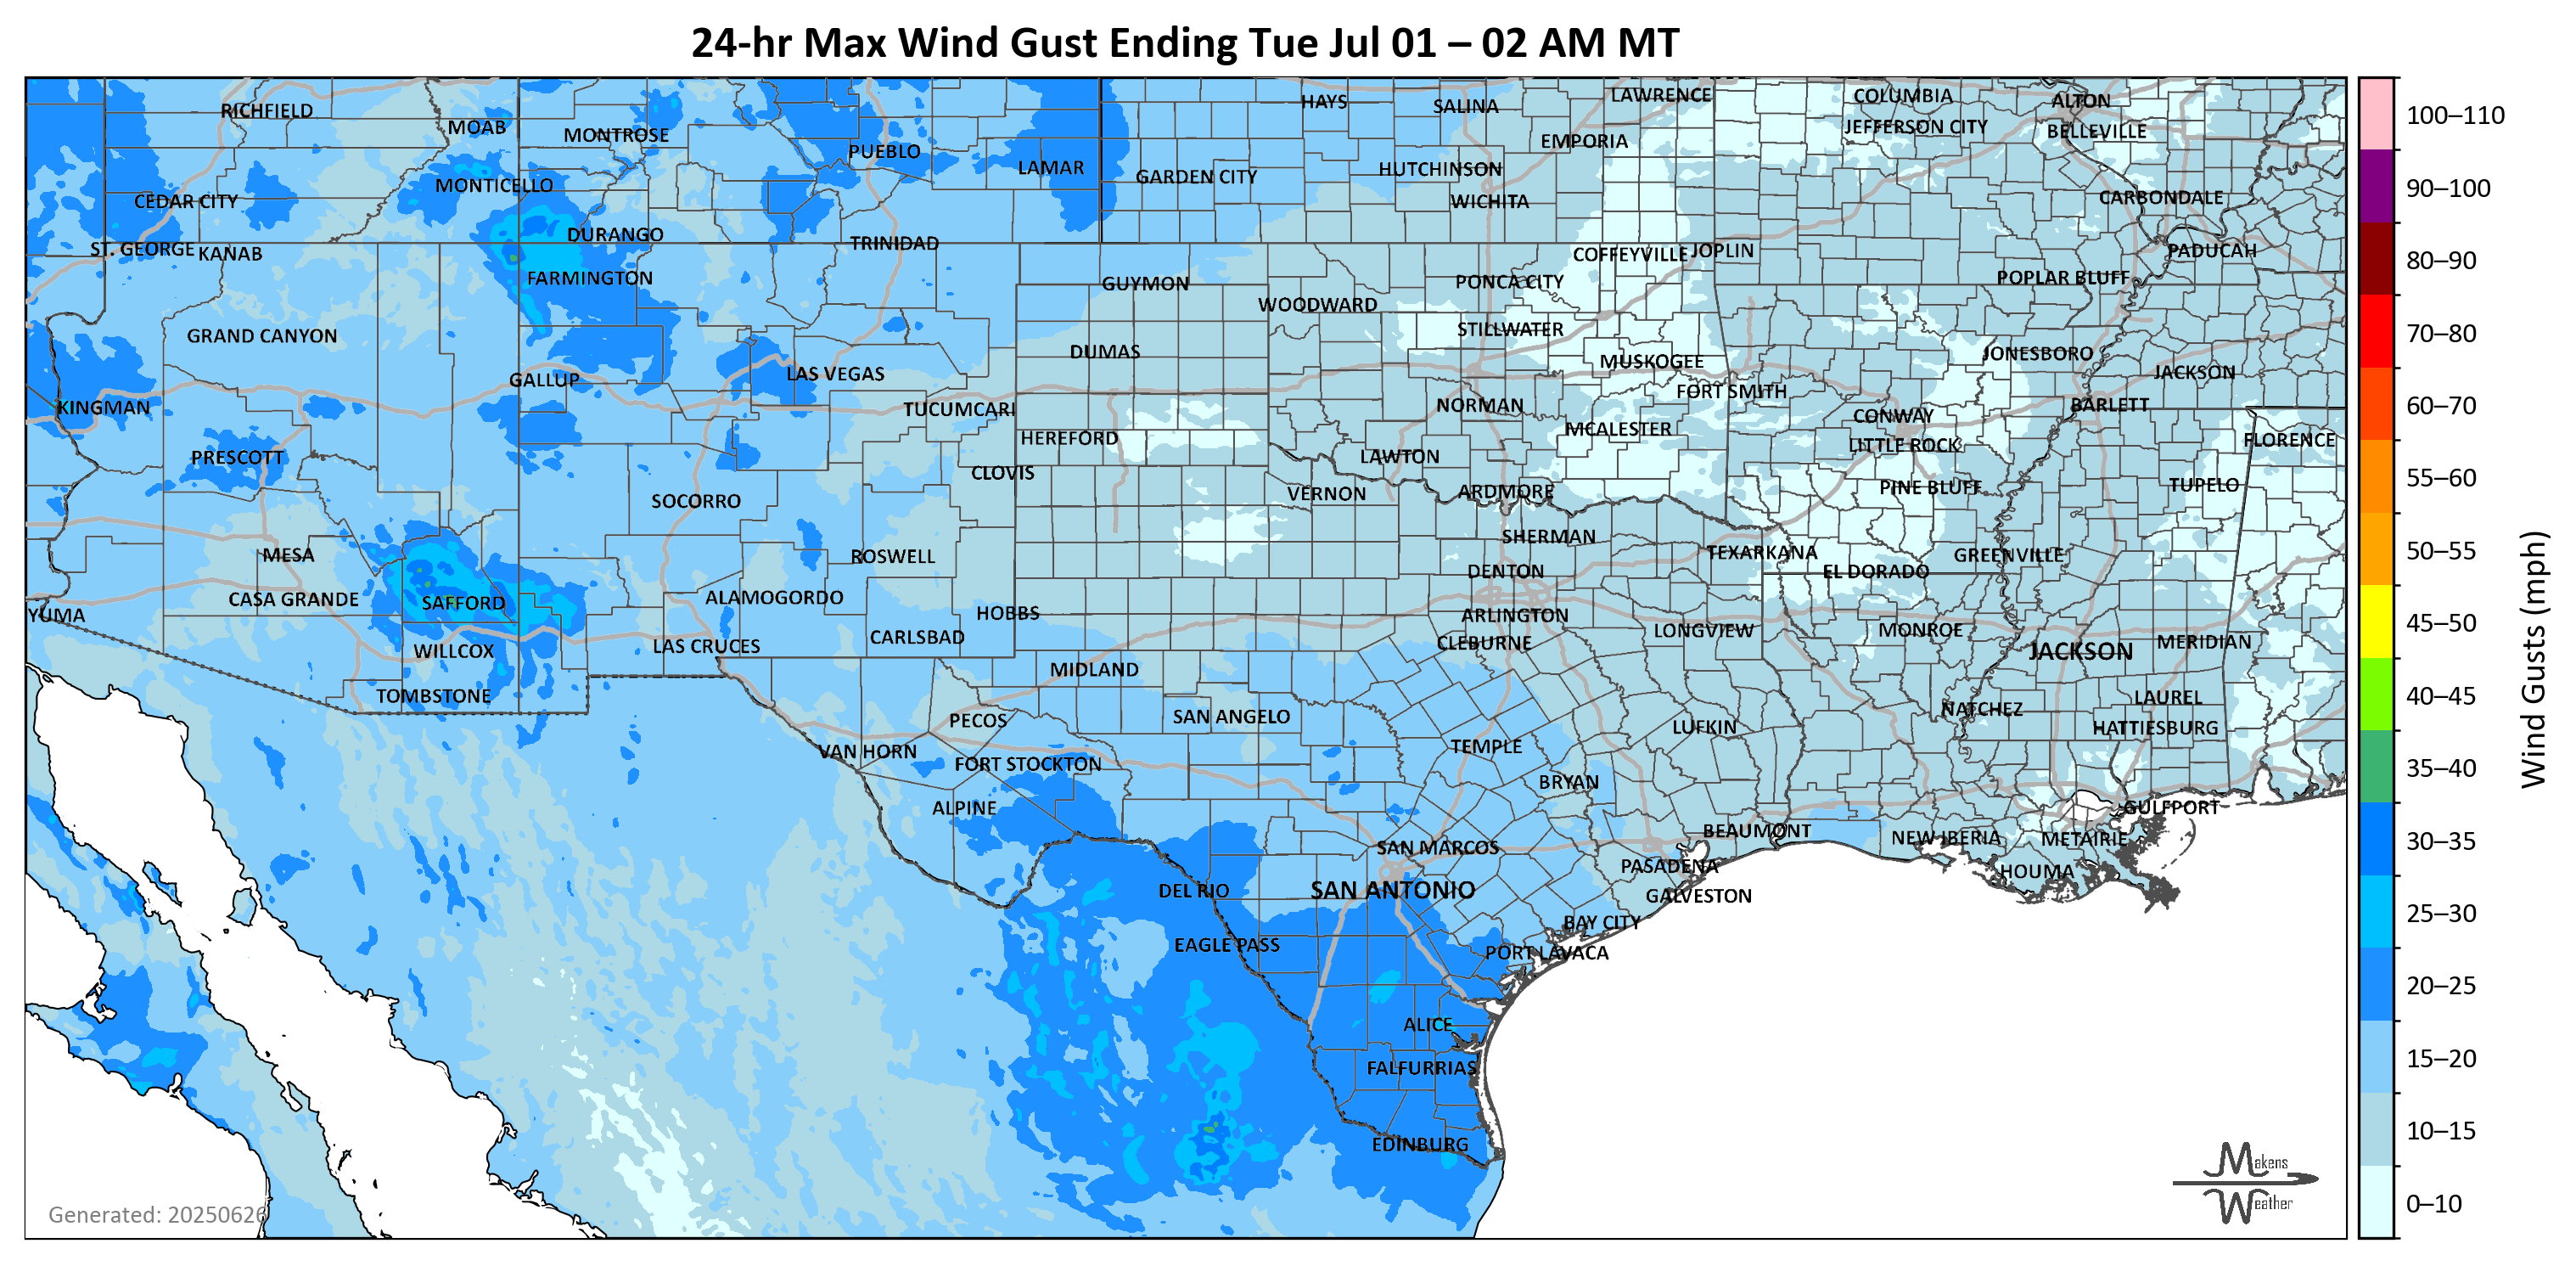 24-hr Max Wind Gust Ending Tue Jul 01 – 02 AM MT
RICHFIELD
MOAB
MONTROSE
PUEBLO
LAMAR
HAYS
SALINA
LAWRENCE
COLUMBIA
ALTON
EMPORIA
JEFFERSON CITY
BELLEVILLE
MONTICELLO
GARDEN CITY
HUTCHINSON
CEDAR CITY
WICHITA
CARBONDALE
ST. GEORGE
KANAB
DURANGO
TRINIDAD
COFFEYVILLE
JOPLIN
PADUCAH
FARMINGTON
GUYMON
PONCA CITY
POPLAR BLUFF
WOODWARD
GRAND CANYON
STILLWATER
DUMAS
MUSKOGEE
JONESBORO
GALLUP
LAS VEGAS
JACKSON
FORT SMITH
KINGMAN
TUCUMCARI
NORMAN
CONWAY
BARLETT
HEREFORD
MCALESTER
LITTLE ROCK
FLORENCE
PRESCOTT
CLOVIS
LAWTON
SOCORRO
VERNON
ARDMORE
PINE BLUFF
TUPELO
MESA
ROSWELL
SHERMAN
TEXARKANA
GREENVILLE
CASA GRANDE
SAFFORD
ALAMOGORDO
DENTON
EL DORADO
YUMA
HOBBS
ARLINGTON
WILLCOX
LAS CRUCES
CARLSBAD
CLEBURNE
LONGVIEW
MONROE
JACKSON
MERIDIAN
TOMBSTONE
MIDLAND
PECOS
SAN ANGELO
LUFKIN
NATCHEZ
LAUREL
HATTIESBURG
VAN HORN
FORT STOCKTON
TEMPLE
BRYAN
ALPINE
GULFPORT
SAN MARCOS
BEAUMONT
NEW IBERIA
METAIRIE
DEL RIO
SAN ANTONIO
PASADENA
GALVESTON
HOUMA
EAGLE PASS
BAY CITY
PORT LAVACA
ALICE
FALFURRIAS
EDINBURG
Generated: 20250626
Makens
Weather
100–110
90–100
80–90
70–80
60–70
55–60
50–55
45–50
40–45
35–40
30–35
25–30
20–25
15–20
10–15
0–10
Wind Gusts (mph)